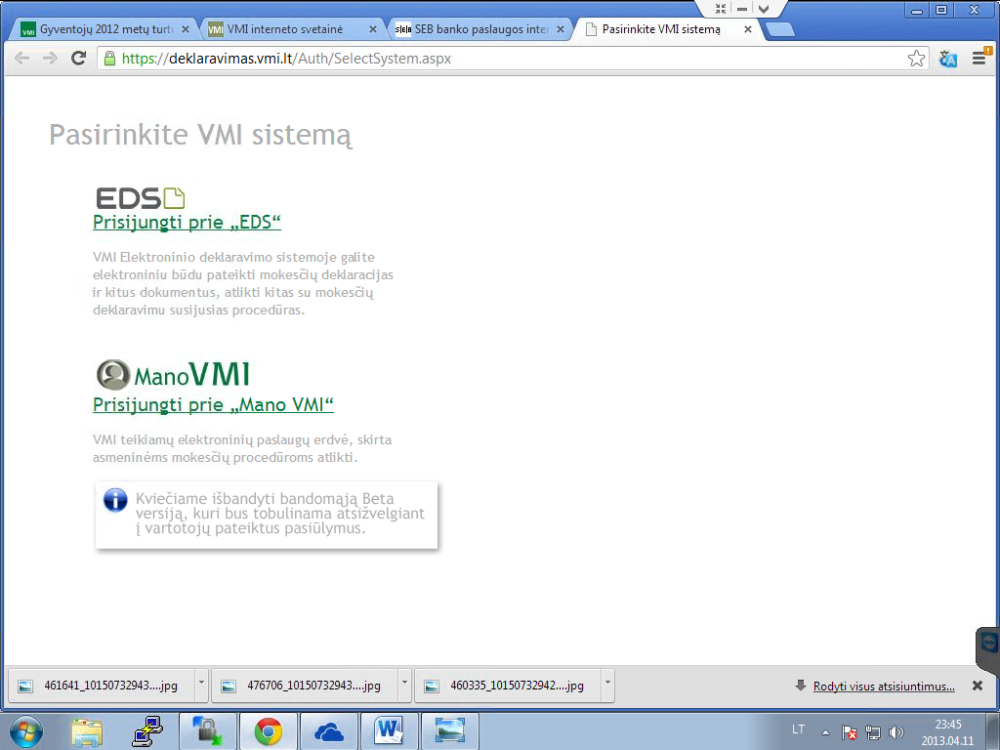 Gyventojų 2012 metų turt
VMI interneto svetainė
SEB banko paslaugos inter
Pasirinkite VMI sistemą
https://deklaravimas.vmi.lt/Auth/SelectSystem.aspx
Pasirinkite VMI sistemą
EDS
Prisijungti prie „EDS“
VMI Elektroninio deklaravimo sistemoje galite
elektroniniu būdu pateikti mokesčių deklaracijas
ir kitus dokumentus, atlikti kitas su mokesčių
deklaravimu susijusias procedūras.
ManoVMI
Prisijungti prie „Mano VMI“
VMI teikiamų elektroninių paslaugų erdvė, skirta
asmeninėms mokesčių procedūroms atlikti.
Kviečiame išbandyti bandomąją Beta
versiją, kuri bus tobulinama atsižvelgiant
į vartotojų pateiktus pasiūlymus.
461641_10150732943....jpg
476706_10150732943....jpg
460335_10150732942....jpg
Rodyti visus atsisiuntimus...
LT
23:45
2013.04.11